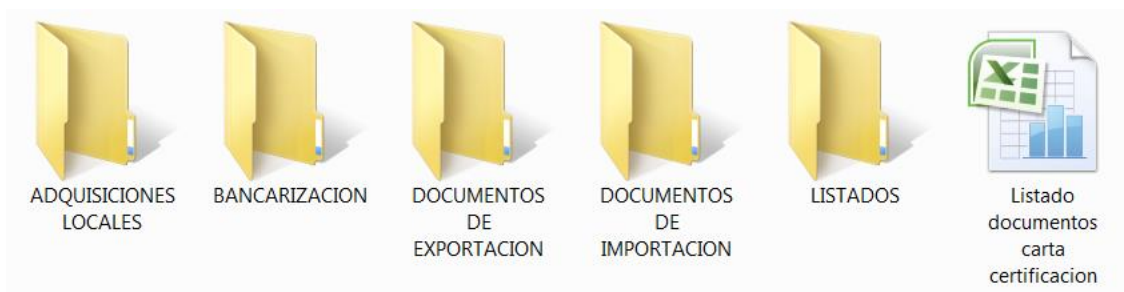 ADQUISICIONES
LOCALES
BANCARIZACION
DOCUMENTOS
DE
EXPORTACION
DOCUMENTOS
DE
IMPORTACION
LISTADOS
Listado
documentos
carta
certificacion